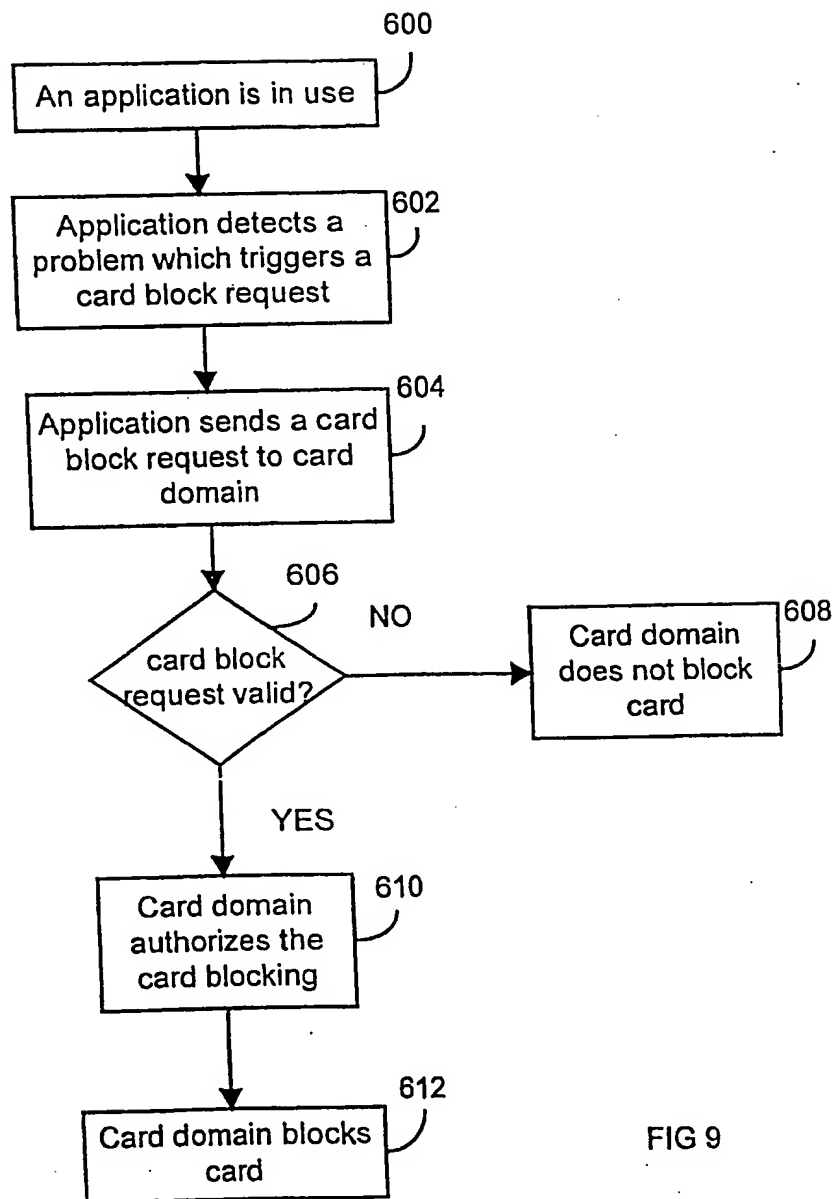 600
An application is in use
602
Application detects a
problem which triggers a
card block request
604
Application sends a card
block request to card
domain
606
NO
card block
request valid?
608
Card domain
does not block
card
YES
610
Card domain
authorizes the
card blocking
612
Card domain blocks
card
FIG 9